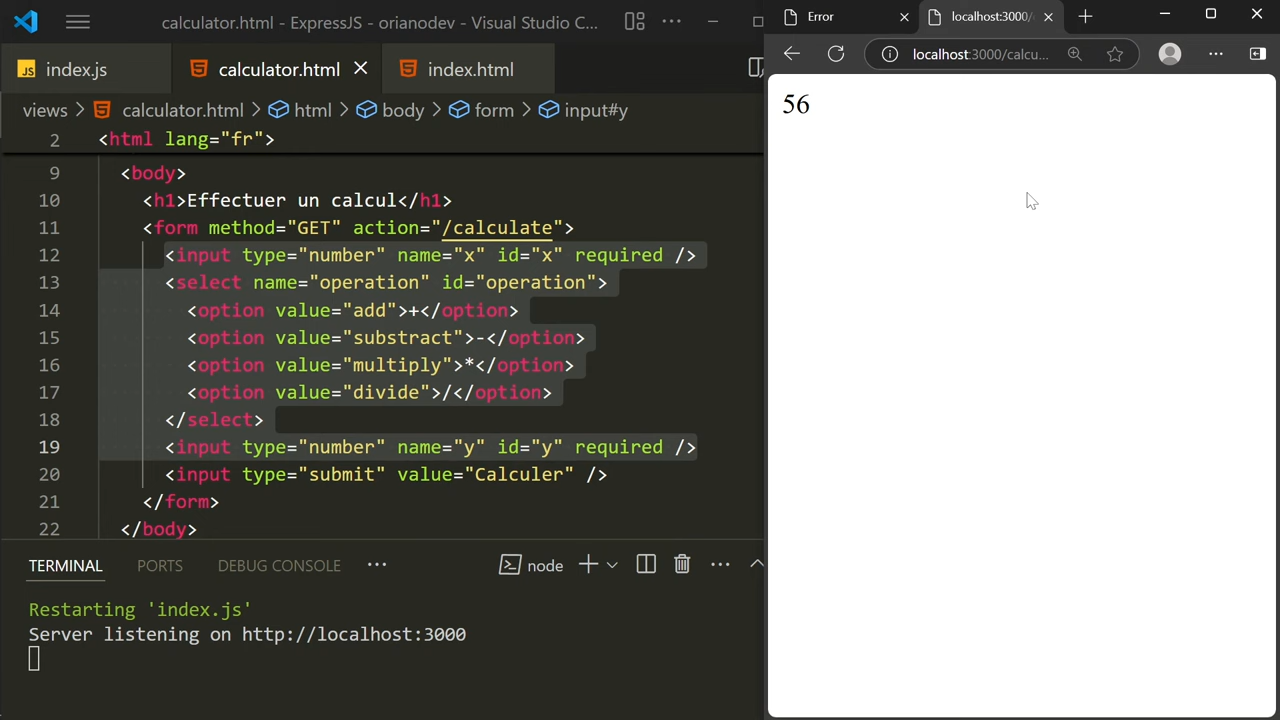 calculator.html - ExpressJS - orianodev - Visual Studio C...
JS index.js
calculator.html
index.html
views > calculator.html > html > body > form > input#y
2 <html lang="fr">
9 <body>
10 <h1>Effectuer un calcul</h1>
11 <form method="GET" action="/calculate">
12 <input type="number" name="x" id="x" required />
13 <select name="operation" id="operation">
14 <option value="add">+</option>
15 <option value="substract">-</option>
16 <option value="multiply">*</option>
17 <option value="divide">/</option>
18 </select>
19 <input type="number" name="y" id="y" required />
20 <input type="submit" value="Calculer" />
21 </form>
22 </body>
TERMINAL PORTS DEBUG CONSOLE ... node
Restarting 'index.js'
Server listening on http://localhost:3000
Error
localhost:3000/
localhost:3000/calcu...
56